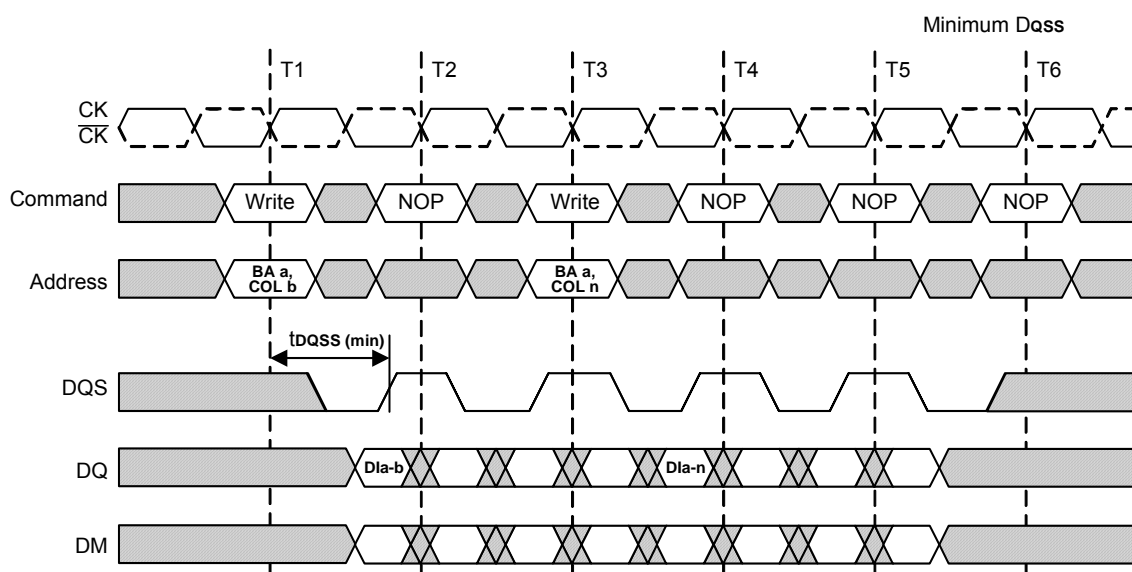 Minimum DQSS
T1 T2 T3 T4 T5 T6
CK
CK
Command Write NOP Write NOP NOP NOP
Address BA a, COL b BA a, COL n
tDQSS (min)
DQS
DQ DIa-b DIa-n
DM